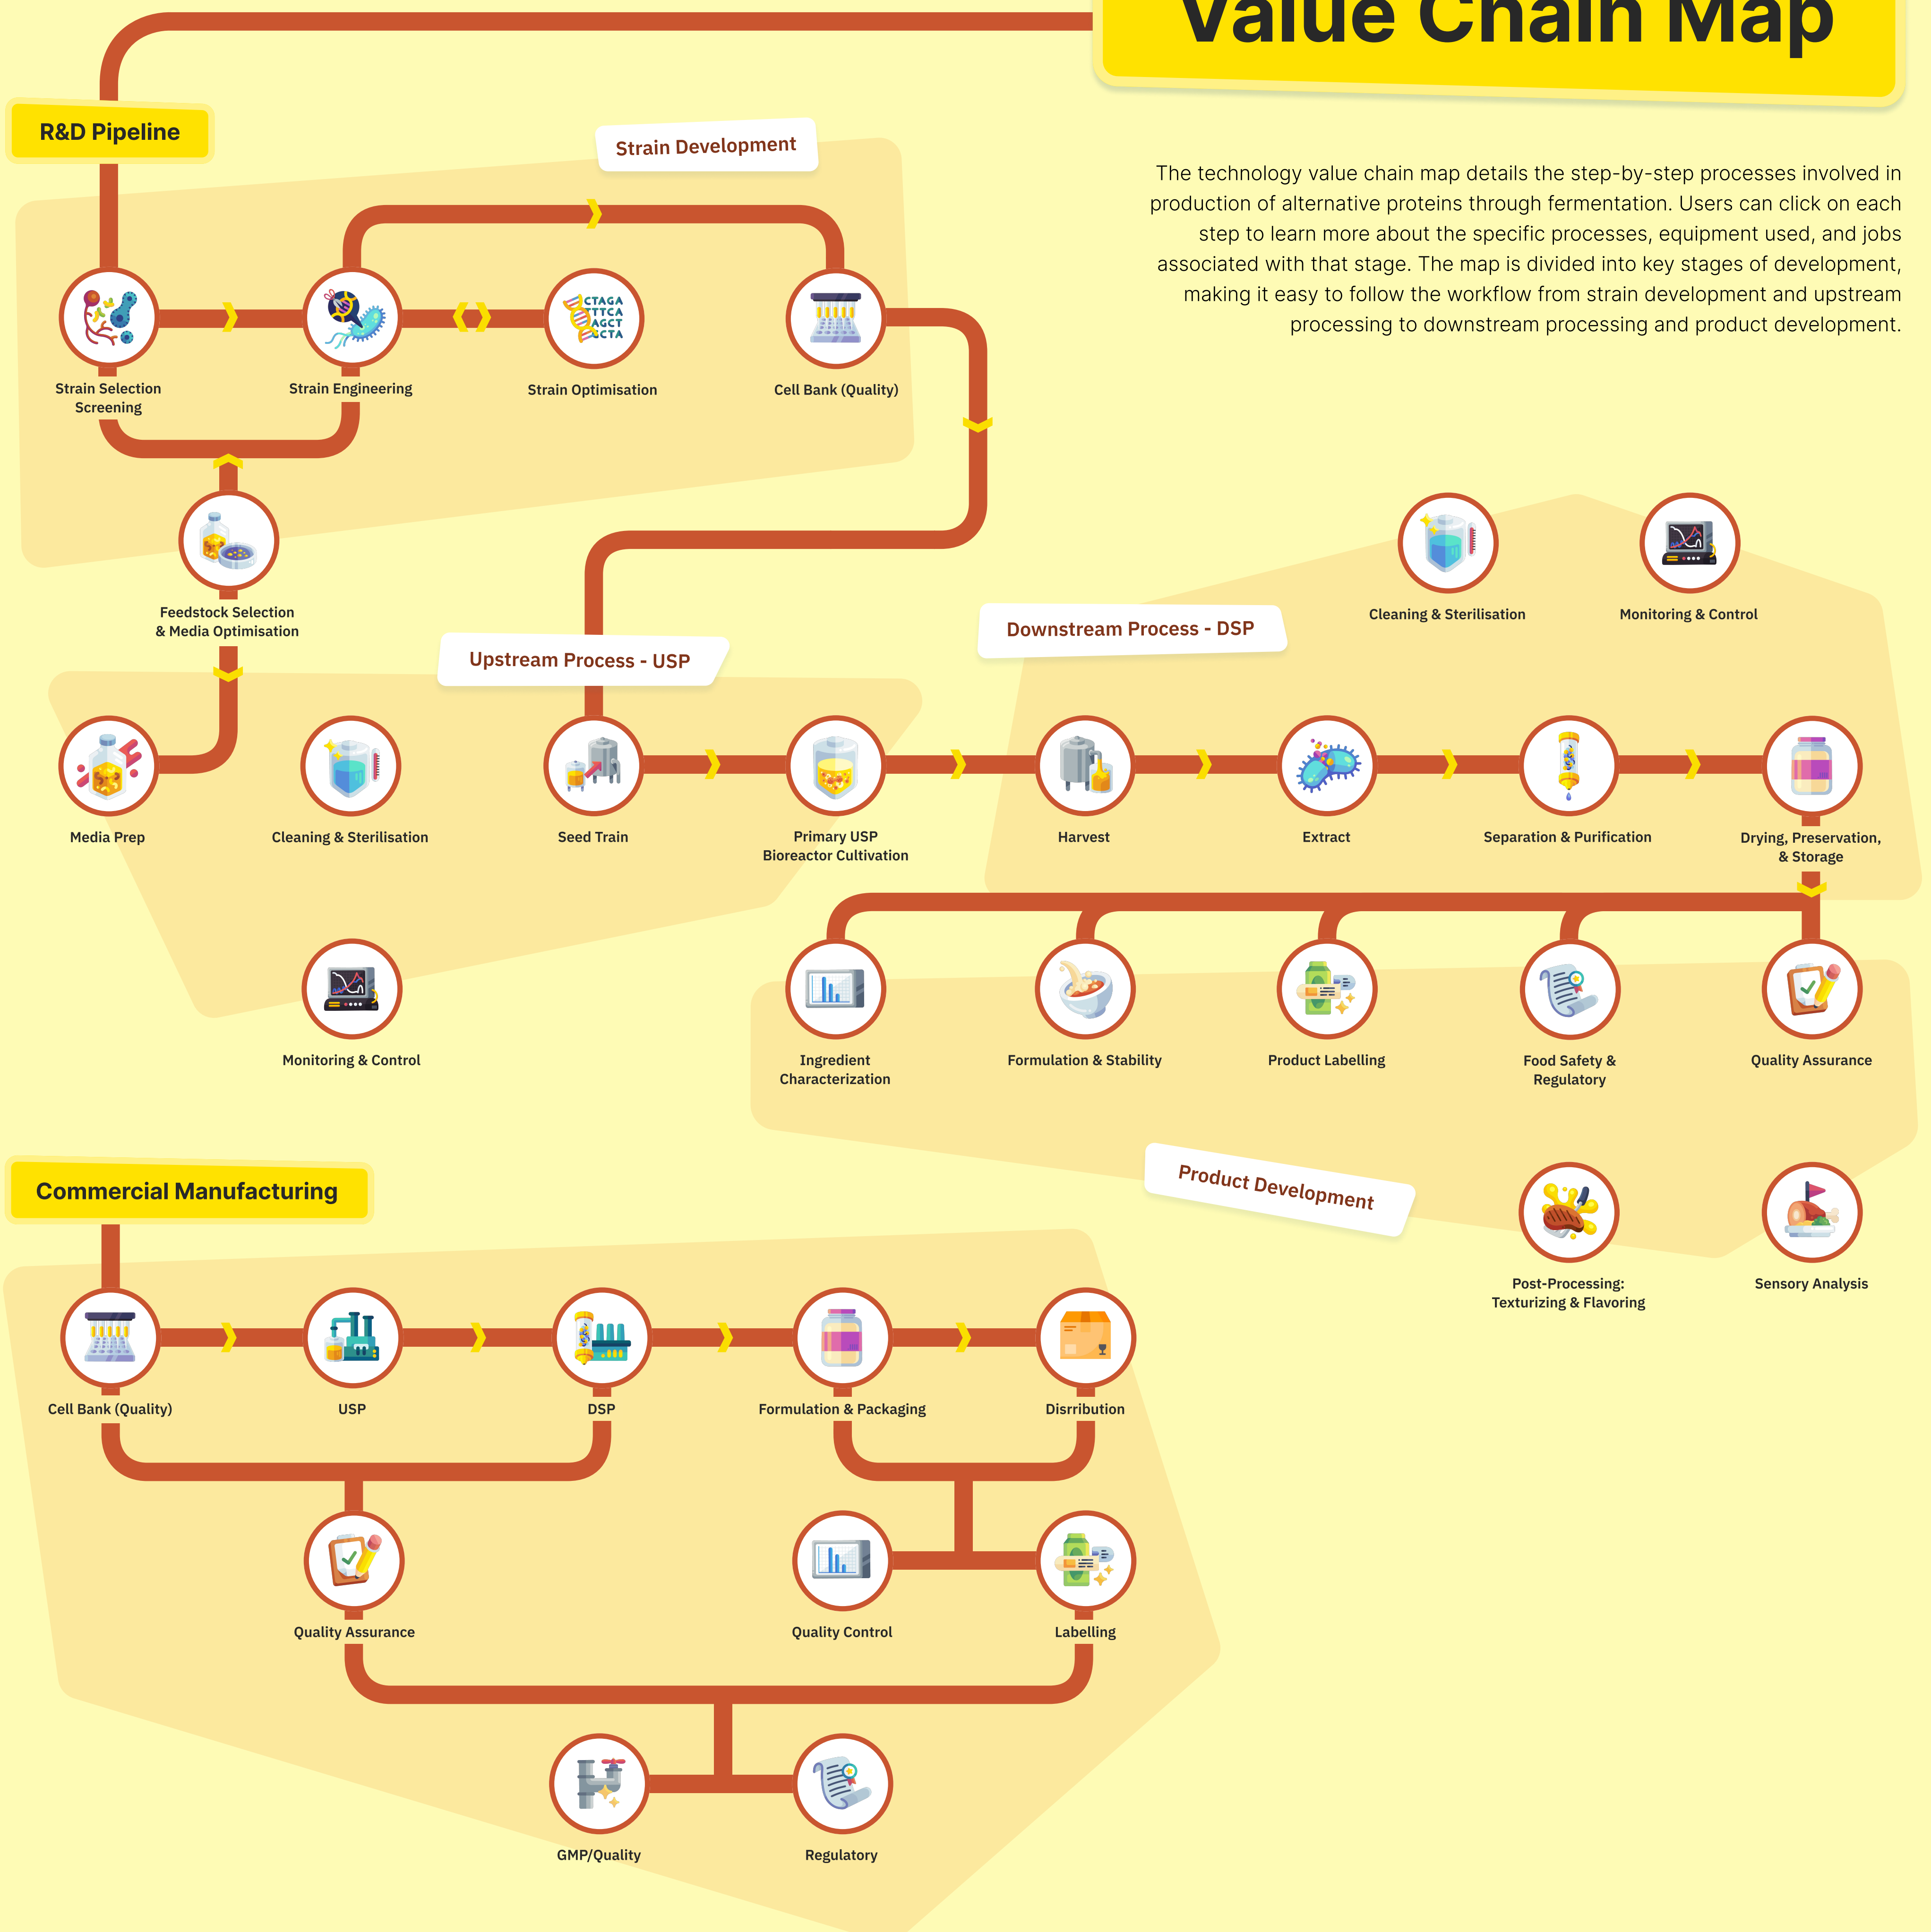 Value Chain Map
The technology value chain map details the step-by-step processes involved in
production of alternative proteins through fermentation. Users can click on each
step to learn more about the specific processes, equipment used, and jobs
associated with that stage. The map is divided into key stages of development,
making it easy to follow the workflow from strain development and upstream
processing to downstream processing and product development.
R&D Pipeline
Strain Development
CTAGA
TTTCA
AGCT
CCTA
Strain Selection
Screening
Strain Engineering
Strain Optimisation
Cell Bank (Quality)
Feedstock Selection
& Media Optimisation
Upstream Process - USP
Media Prep
Cleaning & Sterilisation
Seed Train
Primary USP
Bioreactor Cultivation
Monitoring & Control
Downstream Process - DSP
Cleaning & Sterilisation
Monitoring & Control
Harvest
Extract
Separation & Purification
Drying, Preservation,
& Storage
Ingredient
Characterization
Formulation & Stability
Product Labelling
Food Safety &
Regulatory
Quality Assurance
Product Development
Post-Processing:
Texturizing & Flavoring
Sensory Analysis
Commercial Manufacturing
Cell Bank (Quality)
USP
DSP
Formulation & Packaging
Disrribution
Quality Assurance
Quality Control
Labelling
GMP/Quality
Regulatory